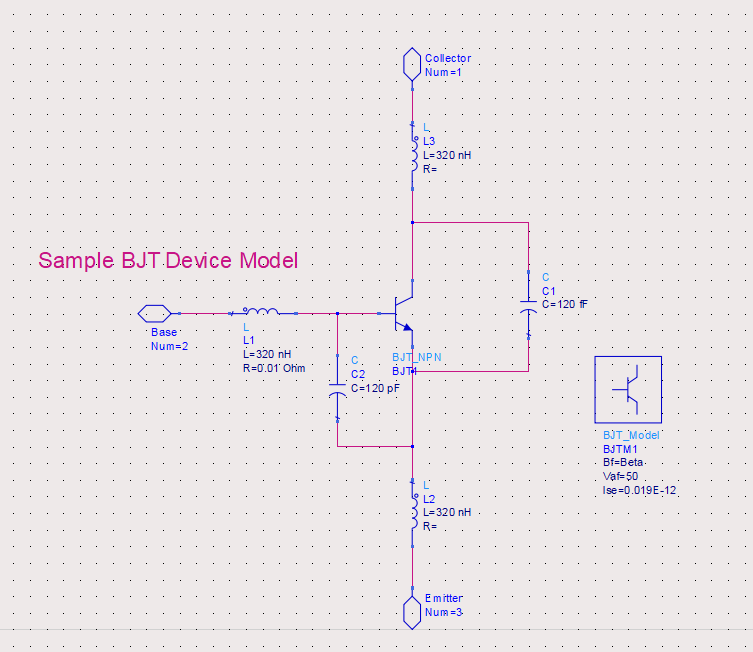 Collector
Num=1
L
L3
L=320 nH
R=
Sample BJT Device Model
C
C1
C=120 fF
Base
Num=2
L
L1
L=320 nH
R=0.01 Ohm
C
C2
C=120 pF
BJT_NPN
BJT1
BJT_Model
BJTM1
Bf=Beta
Vaf=50
Ise=0.019E-12
L
L2
L=320 nH
R=
Emitter
Num=3